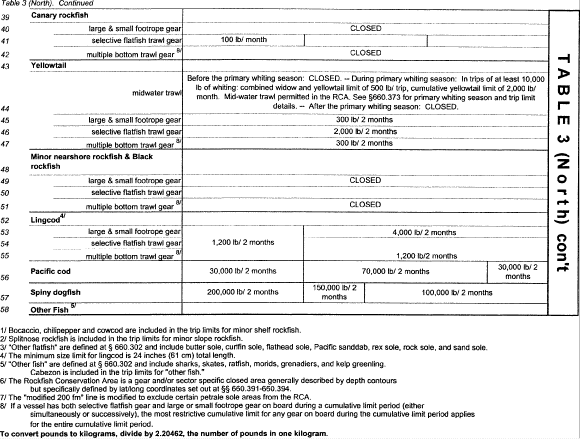 Table 3 (North). Continued
39 Canary rockfish
40 large & small footrope gear CLOSED
41 selective flatfish trawl gear 100 lb/ month
42 multiple bottom trawl gear 8/ CLOSED
43 Yellowtail
44 midwater trawl Before the primary whiting season: CLOSED. -- During primary whiting season: In trips of at least 10,000
lb of whiting: combined widow and yellowtail limit of 500 lb/ trip, cumulative yellowtail limit of 2,000 lb/
month. Mid-water trawl permitted in the RCA. See §660.373 for primary whiting season and trip limit
details. -- After the primary whiting season: CLOSED.
45 large & small footrope gear 300 lb/ 2 months
46 selective flatfish trawl gear 2,000 lb/ 2 months
47 multiple bottom trawl gear 8/ 300 lb/ 2 months
48 Minor nearshore rockfish & Black
rockfish
49 large & small footrope gear CLOSED
50 selective flatfish trawl gear
51 multiple bottom trawl gear 8/ CLOSED
52 Lingcod4/
53 large & small footrope gear 4,000 lb/ 2 months
54 selective flatfish trawl gear 1,200 lb/ 2 months
55 multiple bottom trawl gear 8/ 1,200 lb/ 2 months
56 Pacific cod 30,000 lb/ 2 months 70,000 lb/ 2 months 30,000 lb/ 2
months
57 Spiny dogfish 200,000 lb/ 2 months 150,000 lb/ 2
months 100,000 lb/ 2 months
58 Other Fish 5/
TABLE 3 (North) con't
1/ Bocaccio, chilipepper and cowcod are included in the trip limits for minor shelf rockfish.
2/ Splitnose rockfish is included in the trip limits for minor slope rockfish.
3/ "Other flatfish" are defined at § 660.302 and include butter sole, curlfin sole, flathead sole, Pacific sanddab, rex sole, rock sole, and sand sole.
4/ The minimum size limit for lingcod is 24 inches (61 cm) total length.
5/ "Other fish" are defined at § 660.302 and include sharks, skates, ratfish, morids, grenadiers, and kelp greenling.
Cabezon is included in the trip limits for "other fish."
6/ The Rockfish Conservation Area is a gear and/or sector specific closed area generally described by depth contours
but specifically defined by lat/long coordinates set out at §§ 660.391-660.394.
7/ The "modified 200 fm" line is modified to exclude certain petrale sole areas from the RCA.
8/ If a vessel has both selective flatfish gear and large or small footrope gear on board during a cumulative limit period (either
simultaneously or successively), the most restrictive cumulative limit for any gear on board during the cumulative limit period applies
for the entire cumulative limit period.
To convert pounds to kilograms, divide by 2.20462, the number of pounds in one kilogram.